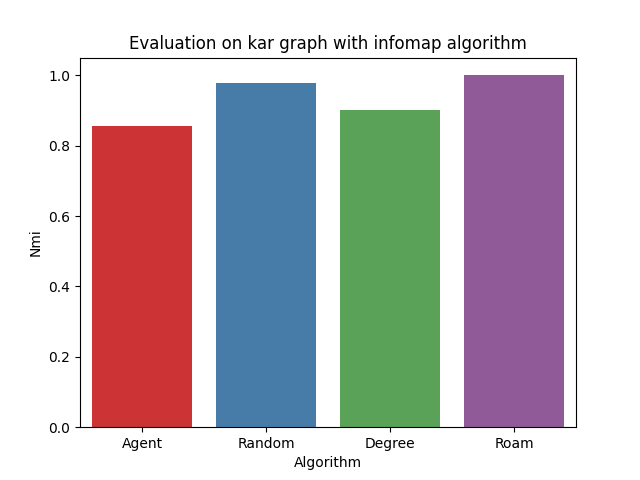 Evaluation on kar graph with infomap algorithm
1.0
0.8
0.6
0.4
0.2
0.0
Nmi
Agent Random Degree Roam
Algorithm